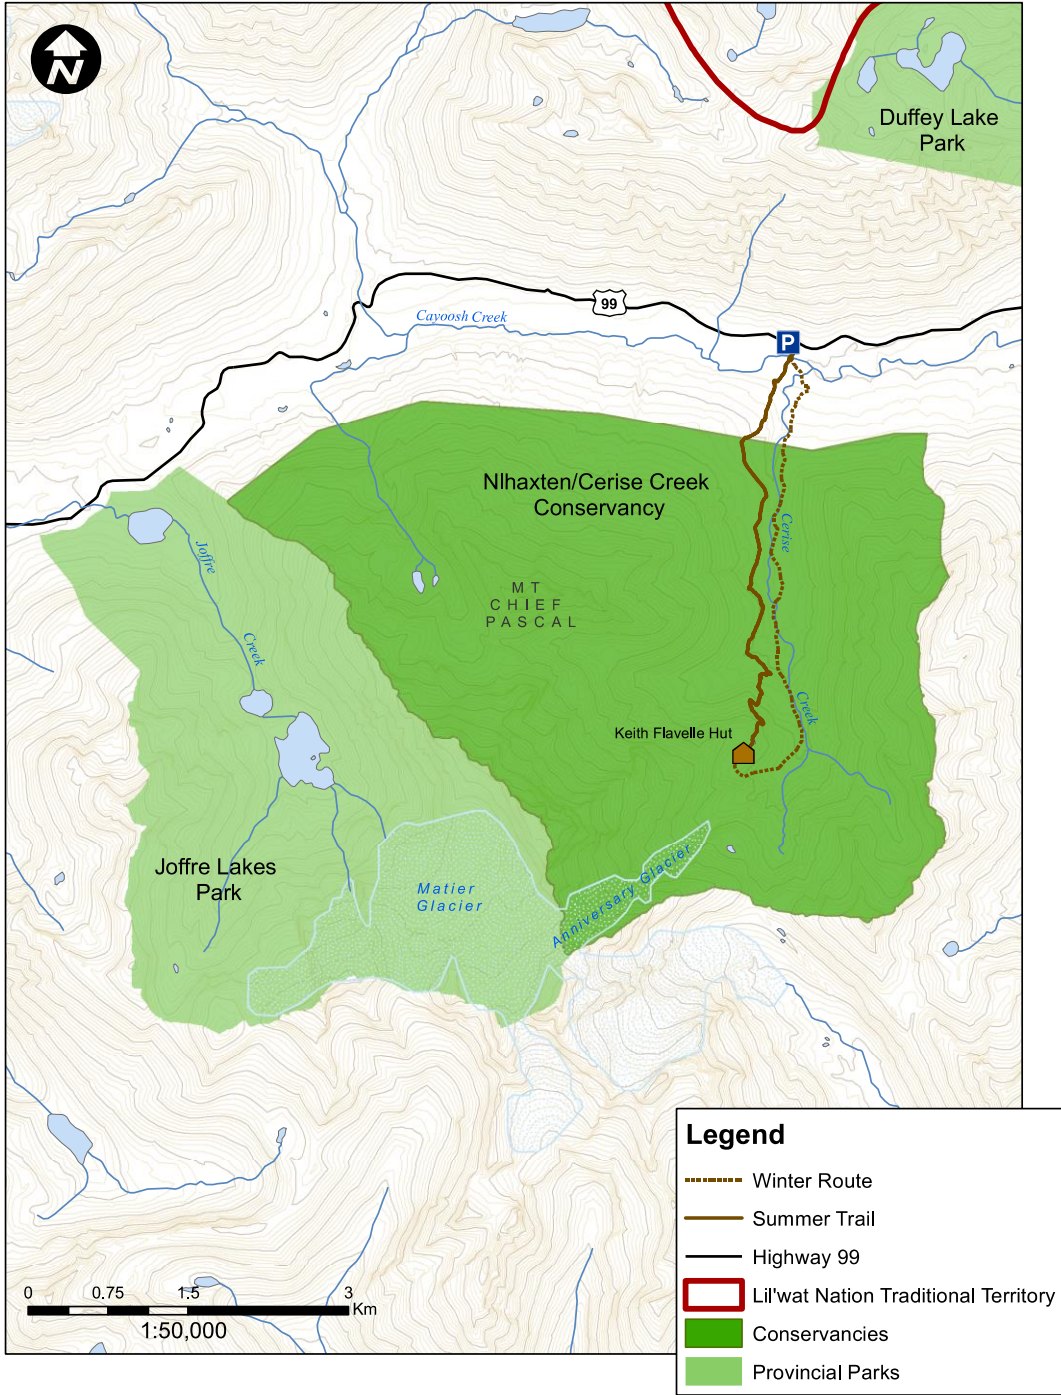 N
Duffey Lake
Park
99
Cayoosh Creek
P
Nlhaxten/Cerise Creek
Conservancy
Cerise
Joffre
MT
CHIEF
PASCAL
Creek
Creek
Keith Flavelle Hut
Joffre Lakes
Park
Matier
Glacier
Anniversary Glacier
Legend
Winter Route
Summer Trail
Highway 99
Lil'wat Nation Traditional Territory
Conservancies
Provincial Parks
0 0.75 1.5 3
Km
1:50,000